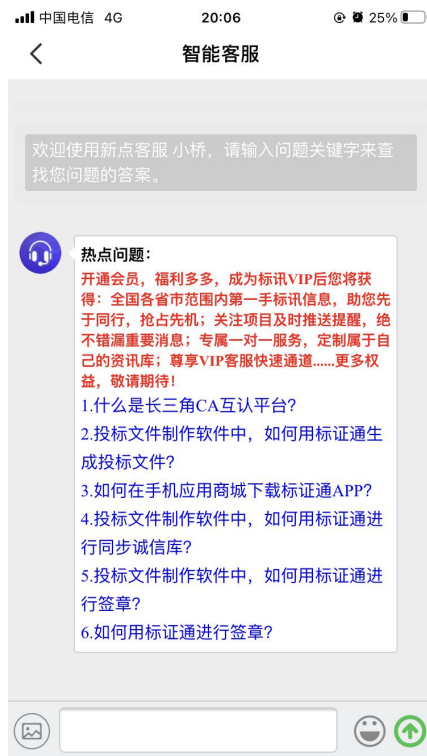 中国电信 4G 20:06 25%
智能客服
欢迎使用新点客服 小桥，请输入问题关键字来查
找您问题的答案。
热点问题：
开通会员，福利多多，成为标讯VIP后您将获
得：全国各省市范围内第一手标讯信息，助您先
于同行，抢占先机；关注项目及时推送提醒，绝
不错漏重要消息；专属一对一服务，定制属于自
己的资讯库；尊享VIP客服快速通道......更多权
益，敬请期待！
1.什么是长三角CA互认平台？
2.投标文件制作软件中，如何用标证通生
成投标文件？
3.如何在手机应用商城下载标证通APP？
4.投标文件制作软件中，如何用标证通进
行同步诚信库？
5.投标文件制作软件中，如何用标证通进
行签章？
6.如何用标证通进行签章？